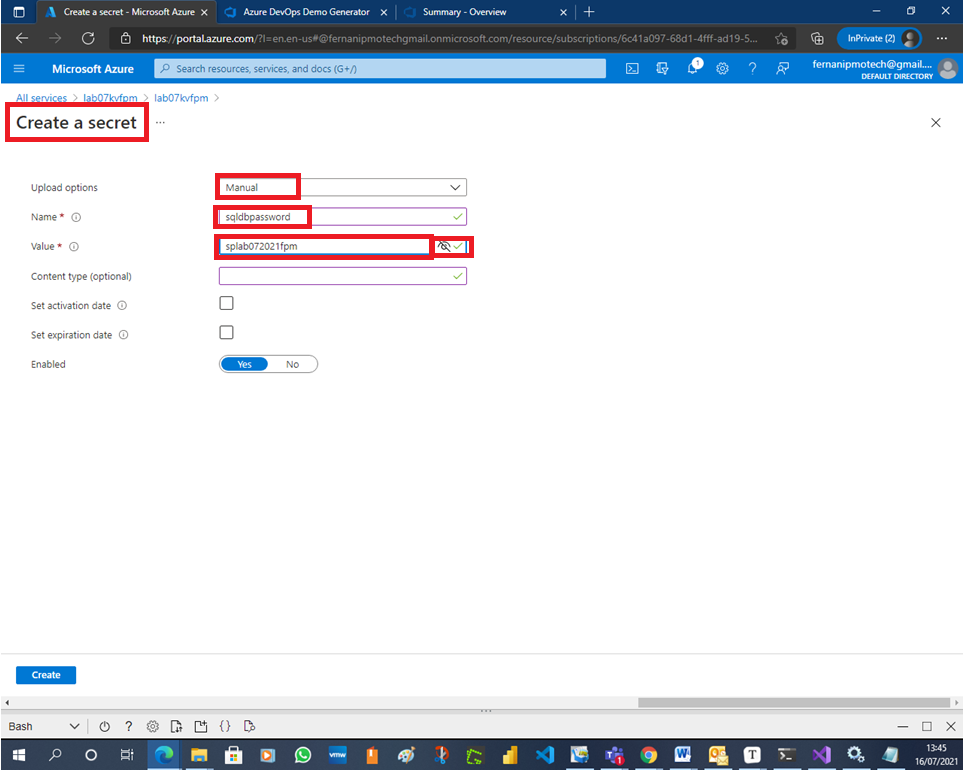 Create a secret - Microsoft Azure
Azure DevOps Demo Generator
Summary - Overview
https://portal.azure.com/?l=en.en-us#@fernanipmotechgmail.onmicrosoft.com/resource/subscriptions/6c41a097-68d1-4fff-ad19-5...
InPrivate (2)
Microsoft Azure
Search resources, services, and docs (G+/)
1
fernanipmotech@gmail....
DEFAULT DIRECTORY
All services > lab07kvfpm > lab07kvfpm >
Create a secret ...
Upload options
Manual
Name *
sqldbpassword
Value *
splab072021fpm
Content type (optional)
Set activation date
Set expiration date
Enabled
Yes No
Create
Bash
?
{ }
vmw
T
1
13:45
16/07/2021